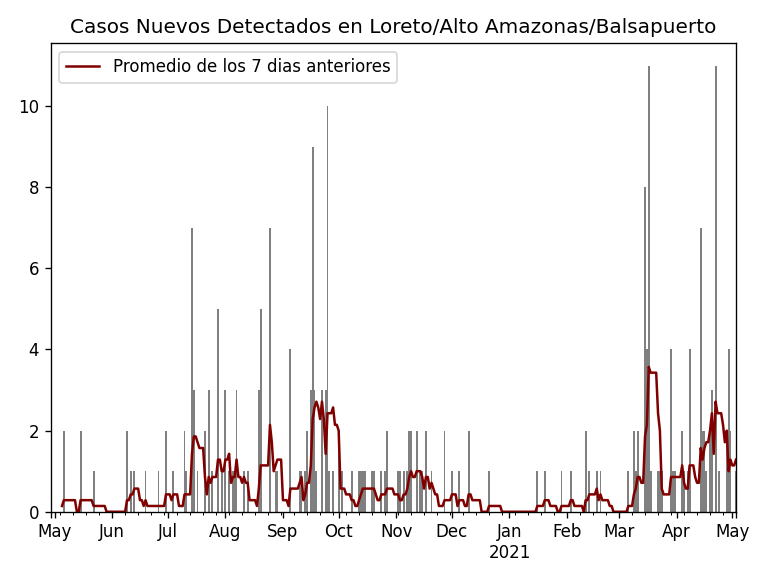 Casos Nuevos Detectados en Loreto/Alto Amazonas/Balsapuerto
Promedio de los 7 dias anteriores
10
8
6
4
2
0
May Jun Jul Aug Sep Oct Nov Dec Jan Feb Mar Apr May
2021